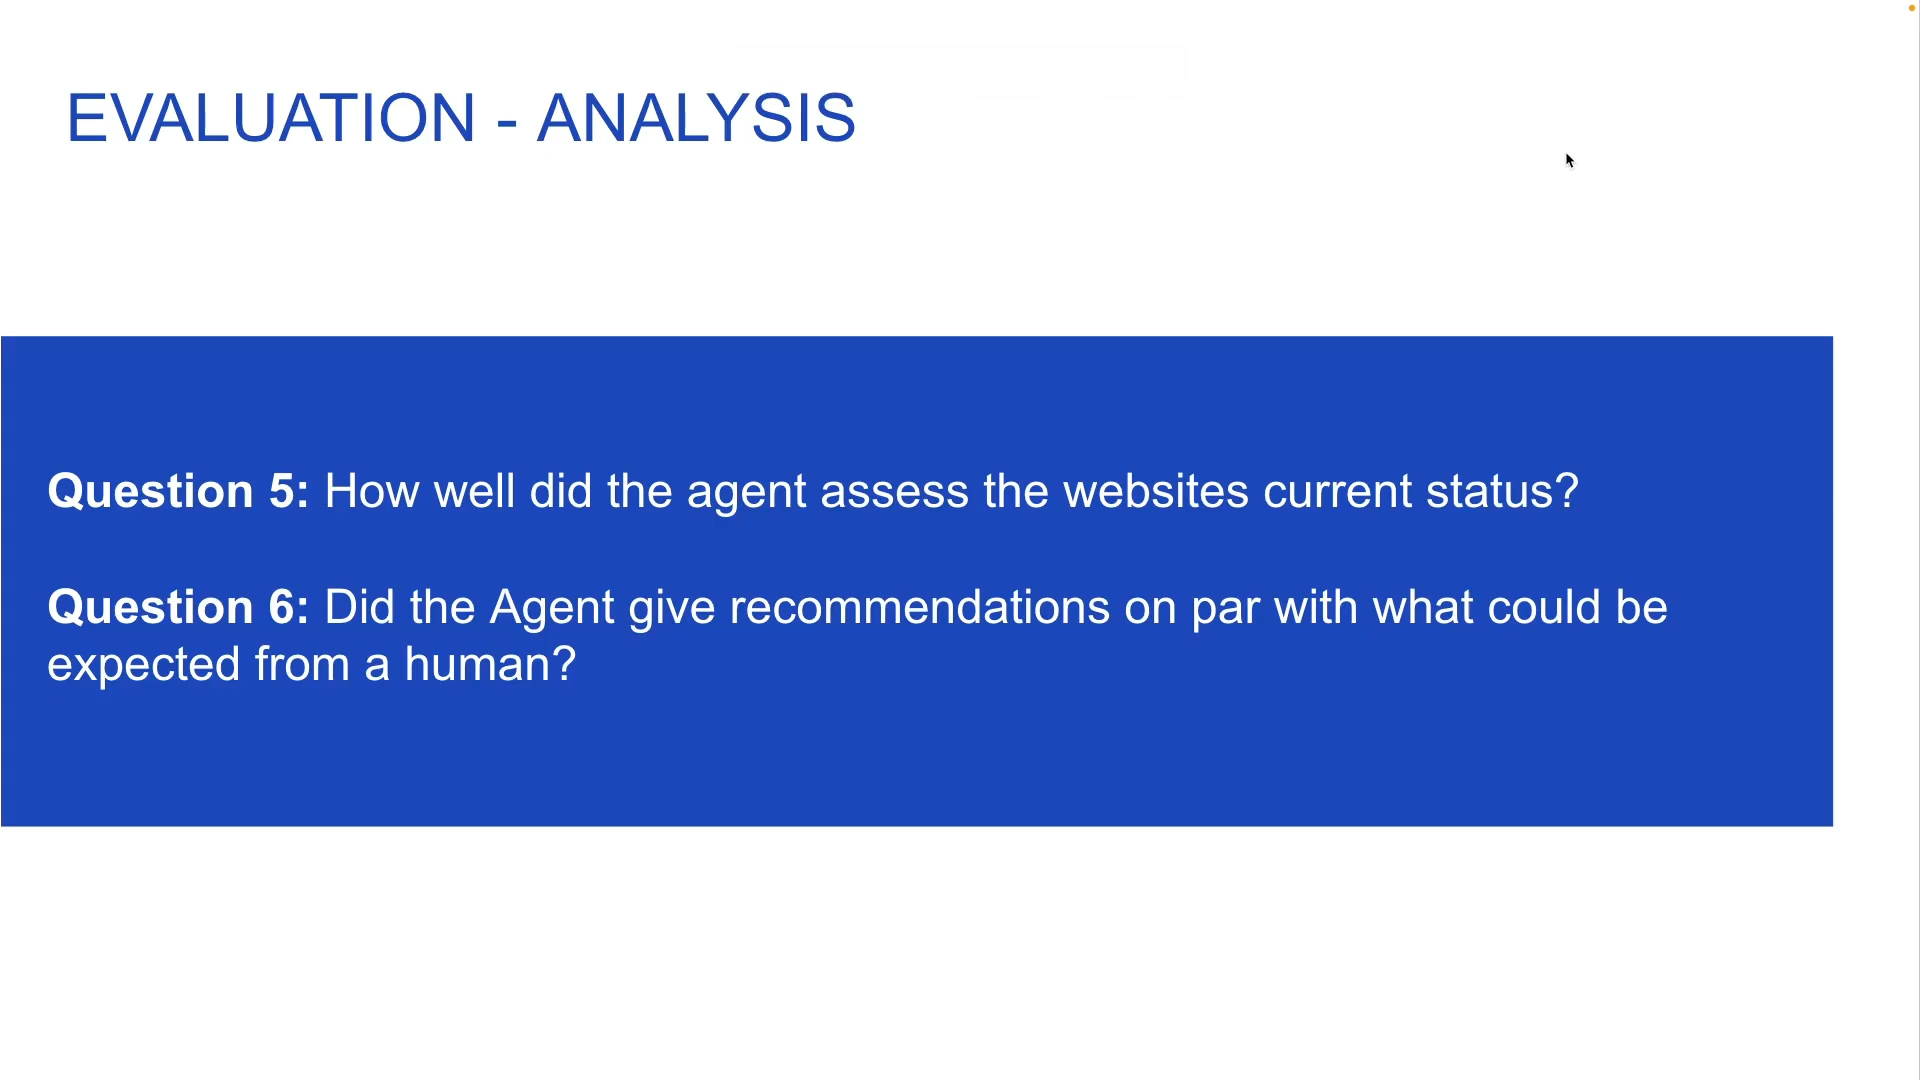 EVALUATION - ANALYSIS
Question 5: How well did the agent assess the websites current status?
Question 6: Did the Agent give recommendations on par with what could be
expected from a human?